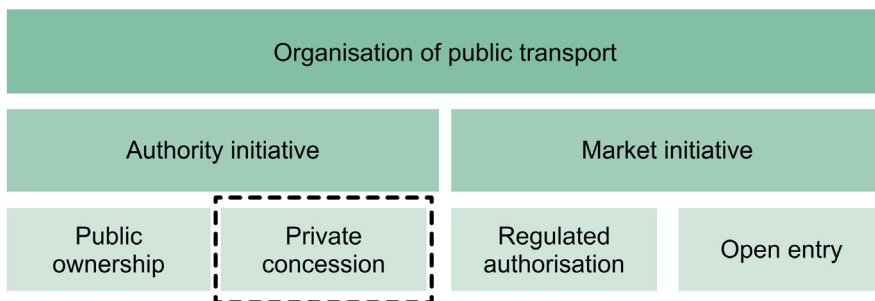 Organisation of public transport
Authority initiative
Market initiative
Public
ownership
Private
concession
Regulated
authorisation
Open entry